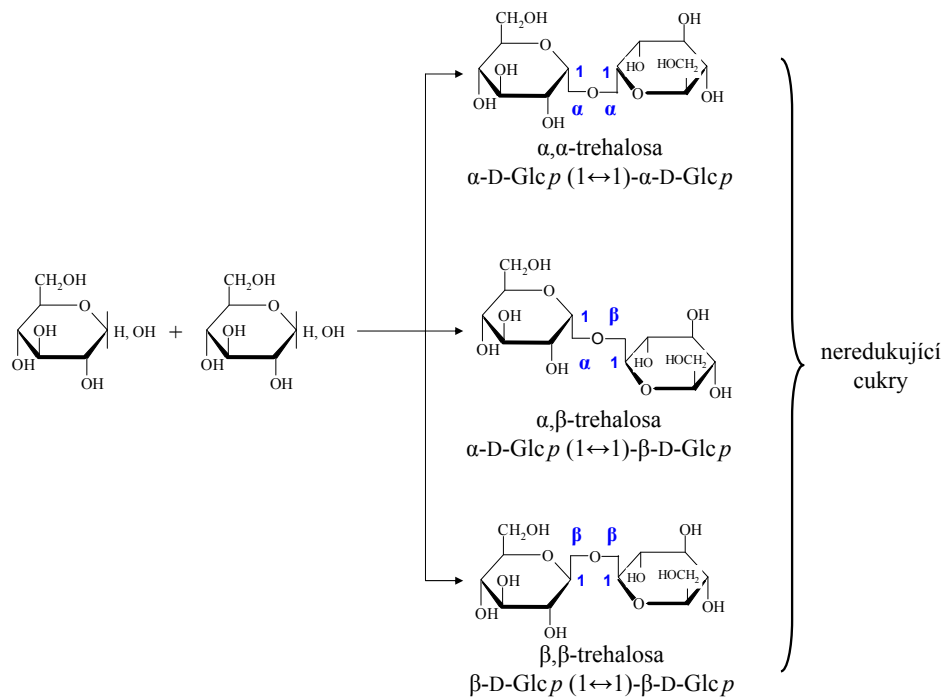 CH₂OH
O
OH
OH
OH
1
α
O
1
α
OH
HO
HOCH₂
O
OH
α,α-trehalosa
α-D-Glcp (1↔1)-α-D-Glcp
CH₂OH
O
OH
OH
OH
H, OH
+
CH₂OH
O
OH
OH
OH
H, OH
CH₂OH
O
OH
OH
OH
1
α
O
β
1
OH
HO
HOCH₂
O
OH
α,β-trehalosa
α-D-Glcp (1↔1)-β-D-Glcp
neredukující
cukry
CH₂OH
O
OH
OH
OH
β
1
O
β
1
OH
HO
HOCH₂
O
OH
β,β-trehalosa
β-D-Glcp (1↔1)-β-D-Glcp